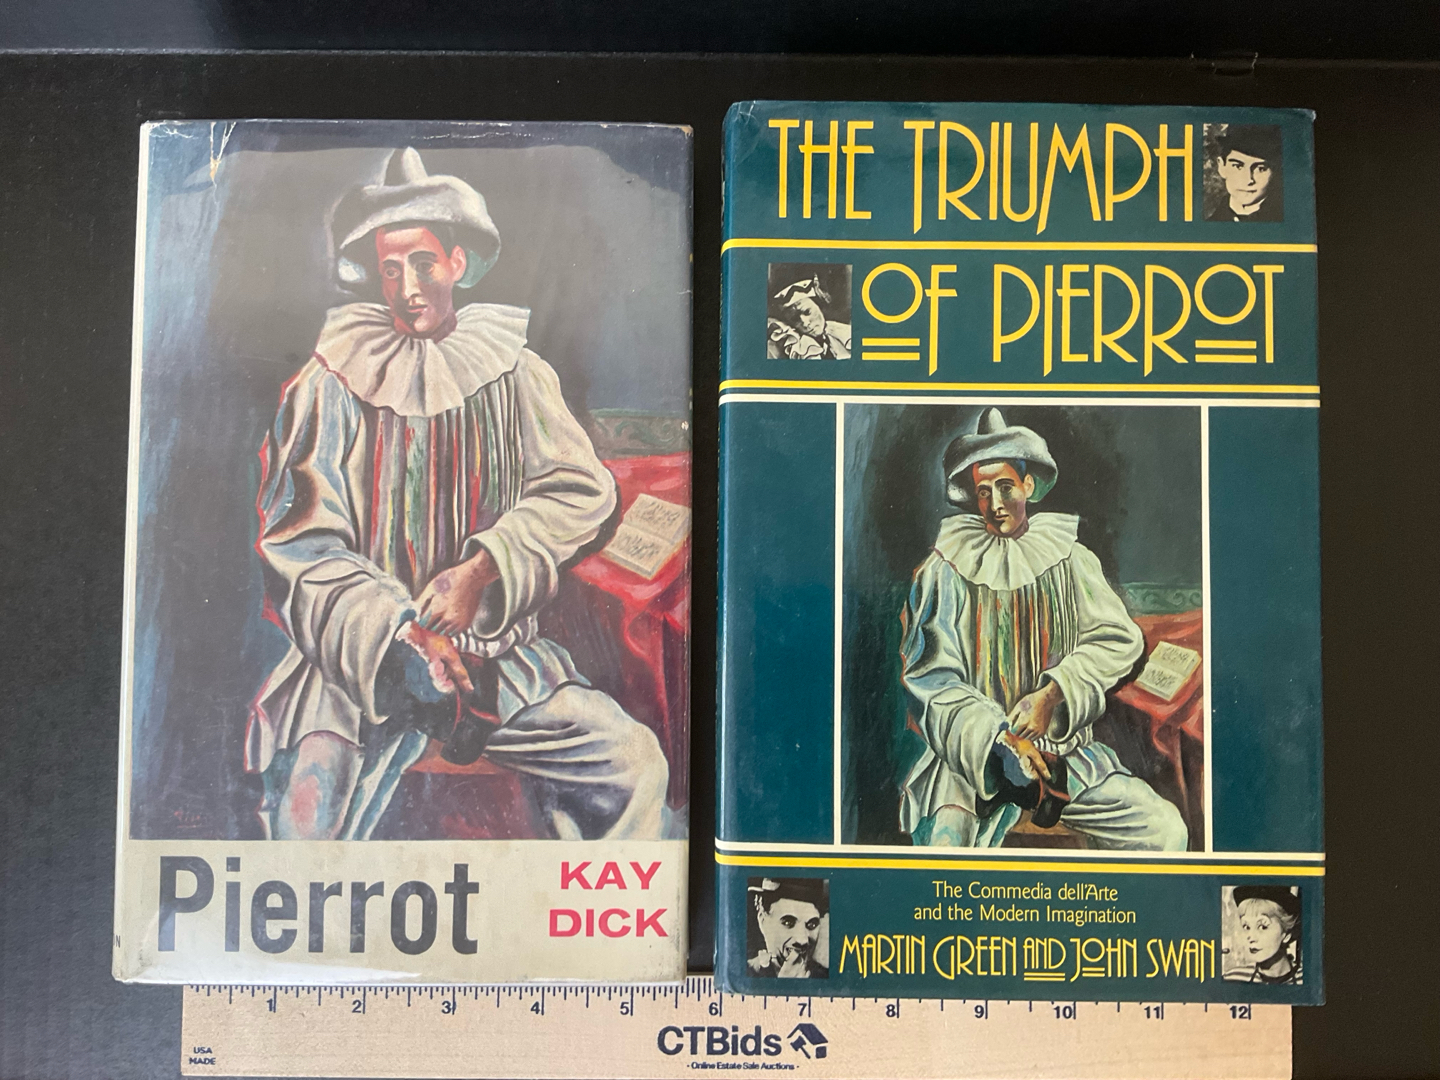 Pierrot
KAY
DICK
N
THE TRIUMPH
OF PIERROT
The Commedia dell'Arte
and the Modern Imagination
MARTIN GREEN AND JOHN SWAN
1 2 3 4 5 6 7 8 9 10 11 12
USA
MADE
CTBids
- Online Estate Sale Auctions -